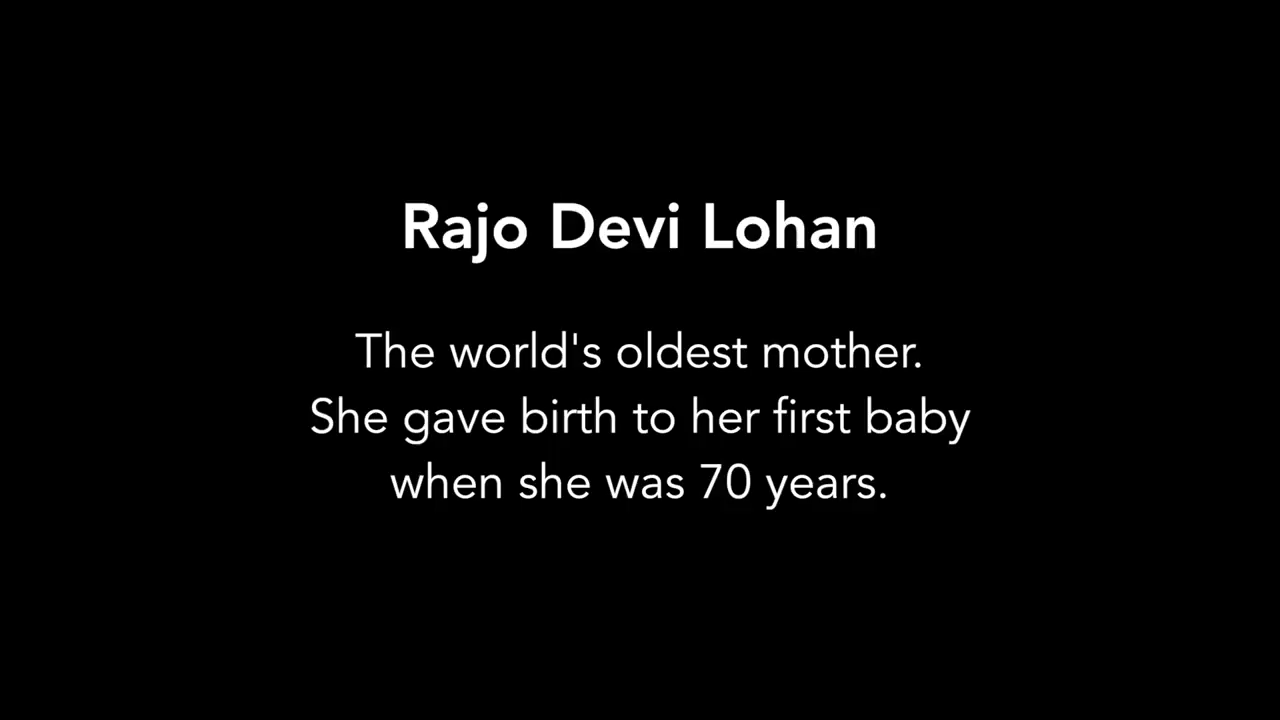 Rajo Devi Lohan
The world's oldest mother.
She gave birth to her first baby
when she was 70 years.